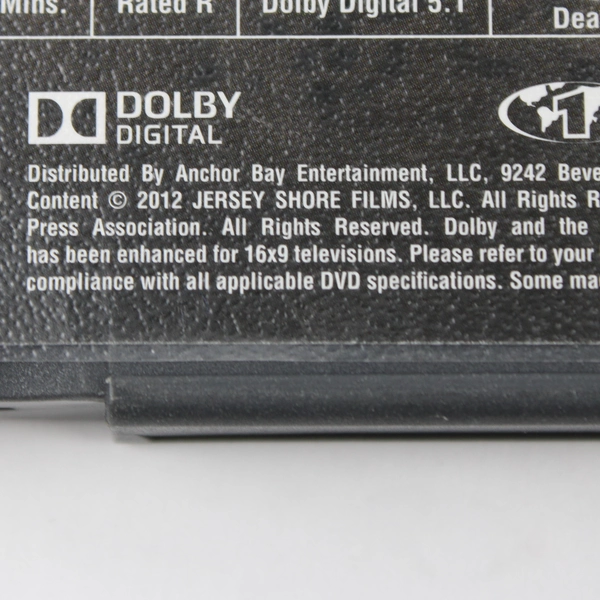 Mins. Rated R Dolby Digital 5.1
Dea
DOLBY
DIGITAL
1
Distributed By Anchor Bay Entertainment, LLC, 9242 Beve
Content © 2012 JERSEY SHORE FILMS, LLC. All Rights R
Press Association. All Rights Reserved. Dolby and the
has been enhanced for 16x9 televisions. Please refer to your
compliance with all applicable DVD specifications. Some ma